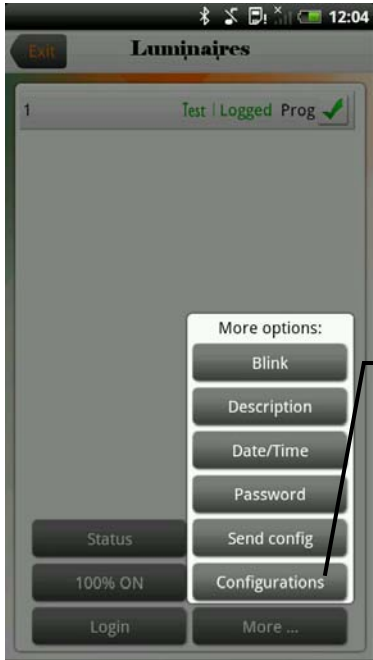 12:04
Exit Luminaires
1 Test | Logged Prog
More options:
Blink
Description
Date/Time
Password
Status Send config
100% ON Configurations
Login More ...